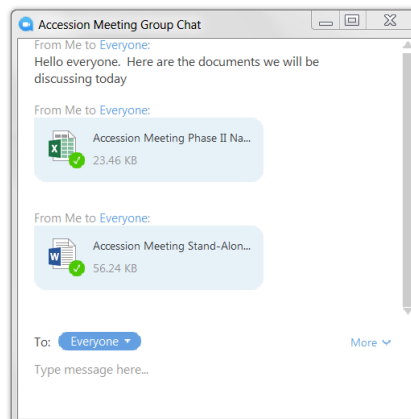 Accession Meeting Group Chat
From Me to Everyone:
Hello everyone.  Here are the documents we will be
discussing today
From Me to Everyone:
Accession Meeting Phase II Na...
23.46 KB
From Me to Everyone:
Accession Meeting Stand-Alon...
56.24 KB
To: Everyone
More
Type message here...